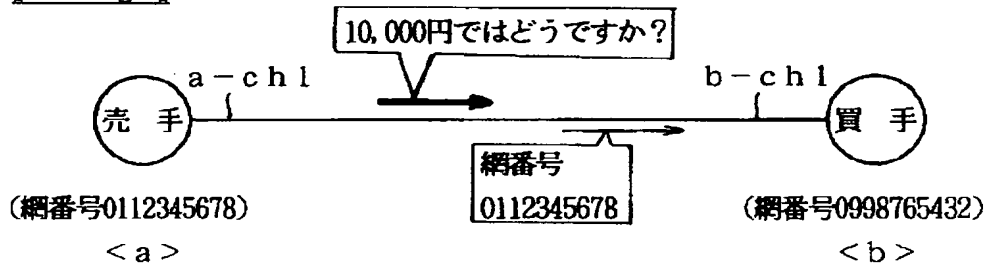 10,000円ではどうですか?
a-ch1
b-ch1
売 手
買 手
網番号
0112345678
(網番号0112345678)
(網番号0998765432)
<a>
<b>